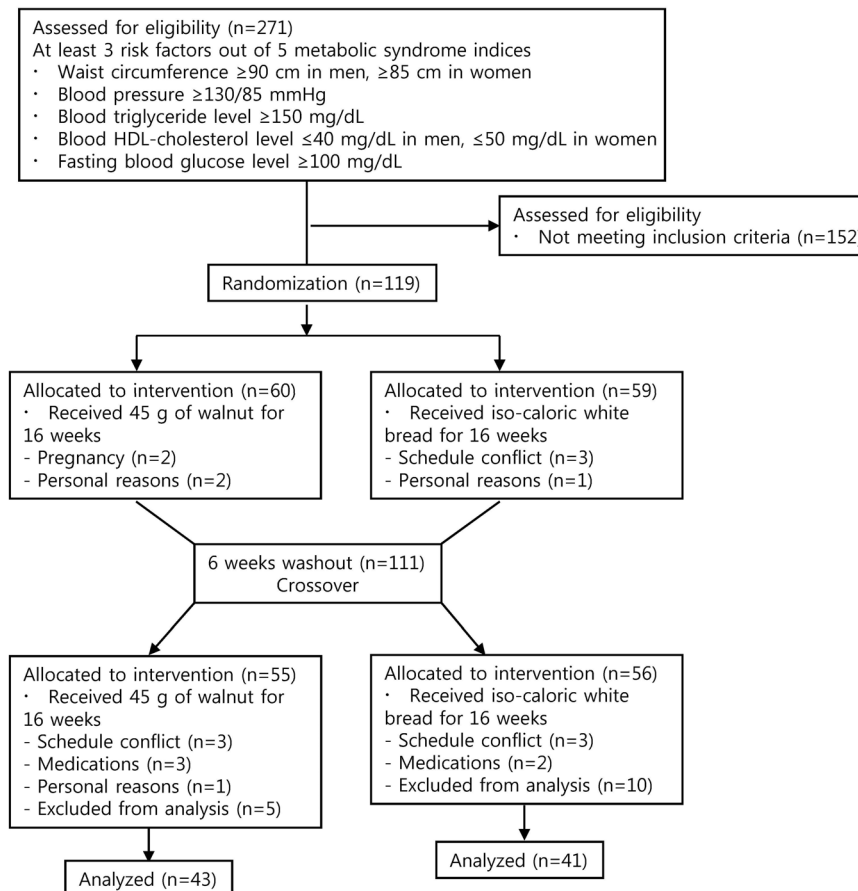 Assessed for eligibility (n=271)
At least 3 risk factors out of 5 metabolic syndrome indices
· Waist circumference ≥90 cm in men, ≥85 cm in women
· Blood pressure ≥130/85 mmHg
· Blood triglyceride level ≥150 mg/dL
· Blood HDL-cholesterol level ≤40 mg/dL in men, ≤50 mg/dL in women
· Fasting blood glucose level ≥100 mg/dL
Assessed for eligibility
· Not meeting inclusion criteria (n=152)
Randomization (n=119)
Allocated to intervention (n=60)
· Received 45 g of walnut for
16 weeks
- Pregnancy (n=2)
- Personal reasons (n=2)
Allocated to intervention (n=59)
· Received iso-caloric white
bread for 16 weeks
- Schedule conflict (n=3)
- Personal reasons (n=1)
6 weeks washout (n=111)
Crossover
Allocated to intervention (n=55)
· Received 45 g of walnut for
16 weeks
- Schedule conflict (n=3)
- Medications (n=3)
- Personal reasons (n=1)
- Excluded from analysis (n=5)
Allocated to intervention (n=56)
· Received iso-caloric white
bread for 16 weeks
- Schedule conflict (n=3)
- Medications (n=2)
- Excluded from analysis (n=10)
Analyzed (n=43)
Analyzed (n=41)